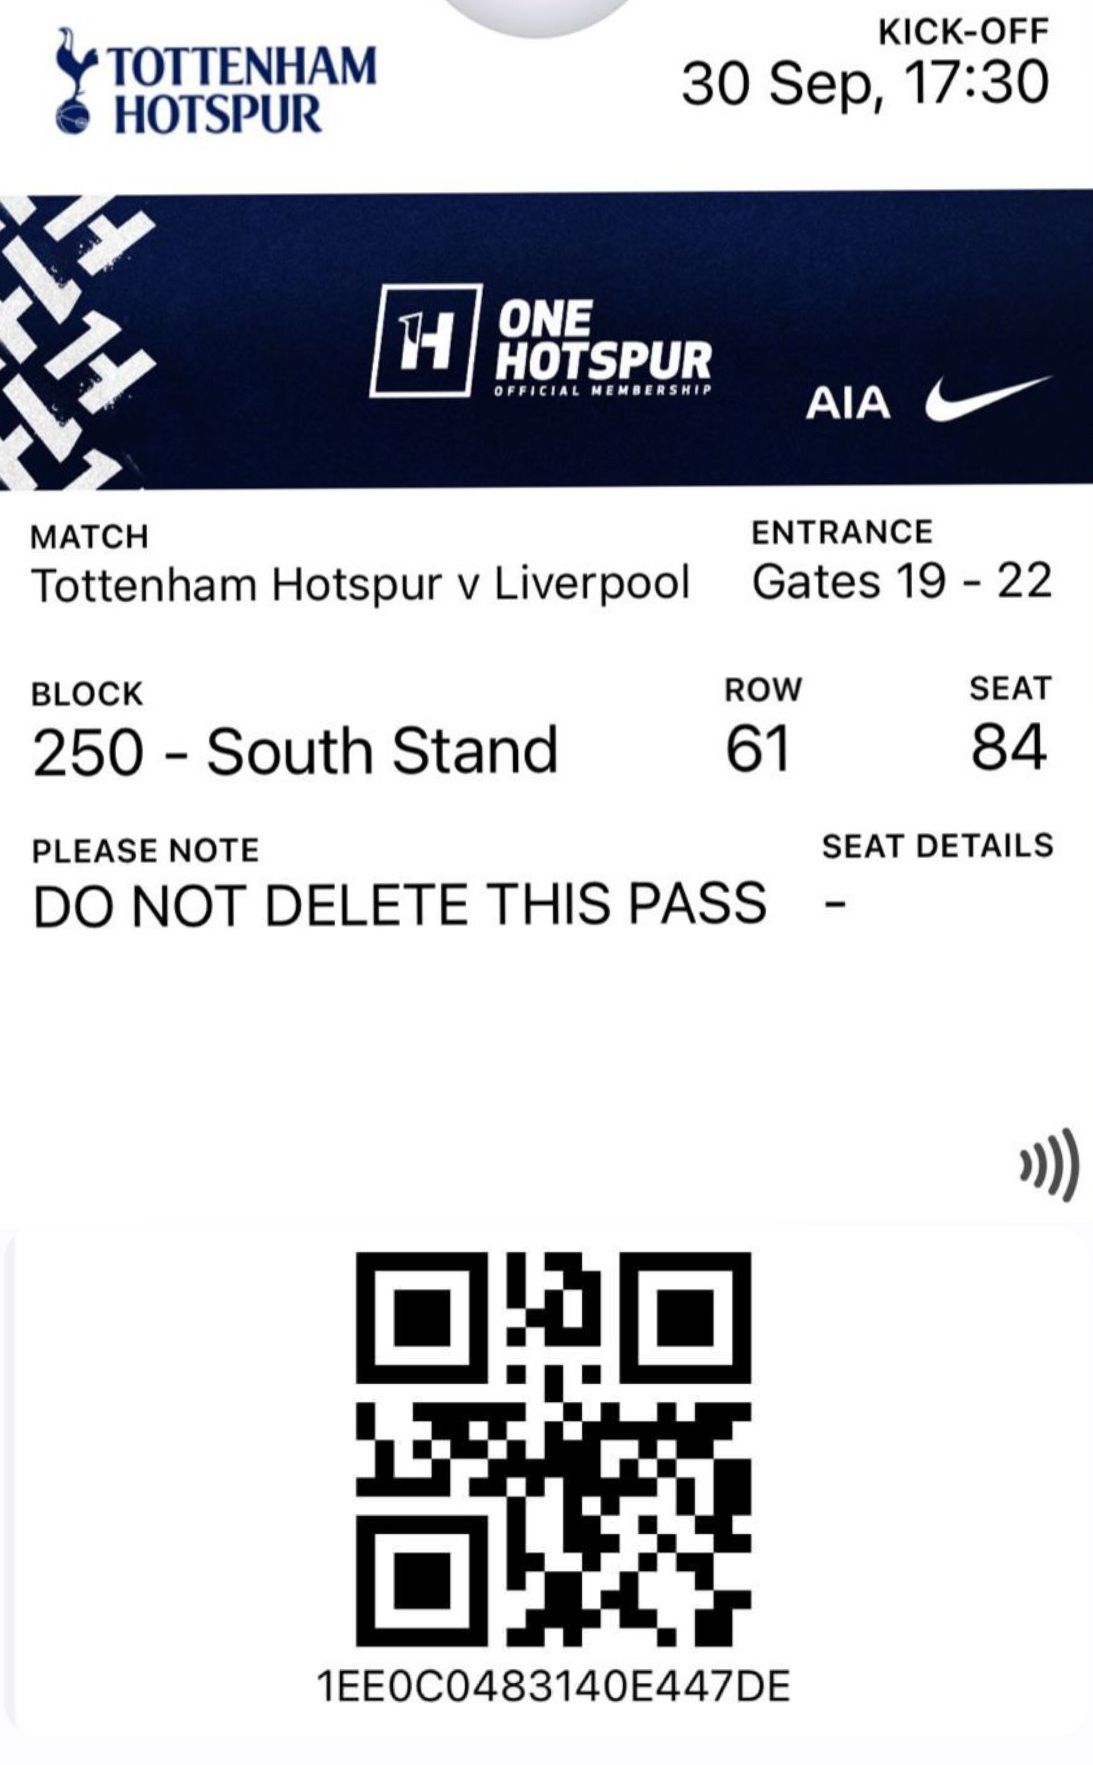 TOTTENHAM
HOTSPUR
KICK-OFF
30 Sep, 17:30
H
ONE
HOTSPUR
OFFICIAL MEMBERSHIP
AIA
MATCH
Tottenham Hotspur v Liverpool
ENTRANCE
Gates 19 - 22
BLOCK
250 - South Stand
ROW
61
SEAT
84
PLEASE NOTE
DO NOT DELETE THIS PASS
SEAT DETAILS
-
1EE0C0483140E447DE